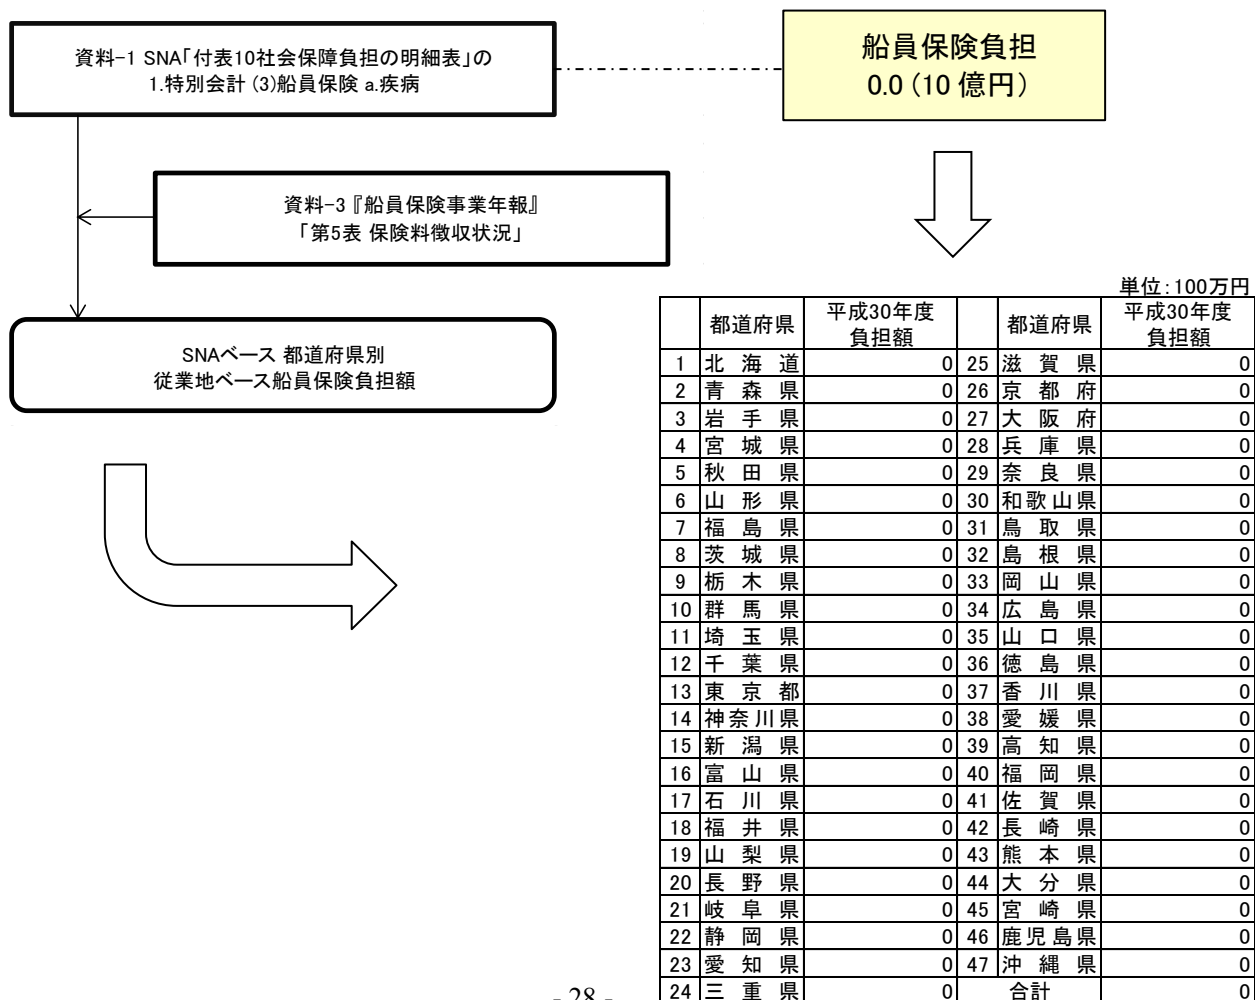 資料-1 SNA「付表10社会保障負担の明細表」の
1.特別会計 (3)船員保険 a.疾病
船員保険負担
0.0 (10 億円)
資料-3『船員保険事業年報』
「第5表 保険料徴収状況」
SNAベース 都道府県別
従業地ベース船員保険負担額
単位:100万円
都道府県 平成30年度 負担額 都道府県 平成30年度 負担額
1 北海道 0 25 滋賀県 0
2 青森県 0 26 京都府 0
3 岩手県 0 27 大阪府 0
4 宮城県 0 28 兵庫県 0
5 秋田県 0 29 奈良県 0
6 山形県 0 30 和歌山県 0
7 福島県 0 31 鳥取県 0
8 茨城県 0 32 島根県 0
9 栃木県 0 33 岡山県 0
10 群馬県 0 34 広島県 0
11 埼玉県 0 35 山口県 0
12 千葉県 0 36 徳島県 0
13 東京都 0 37 香川県 0
14 神奈川県 0 38 愛媛県 0
15 新潟県 0 39 高知県 0
16 富山県 0 40 福岡県 0
17 石川県 0 41 佐賀県 0
18 福井県 0 42 長崎県 0
19 山梨県 0 43 熊本県 0
20 長野県 0 44 大分県 0
21 岐阜県 0 45 宮崎県 0
22 静岡県 0 46 鹿児島県 0
23 愛知県 0 47 沖縄県 0
24 三重県 0 合計 0
- 28 -